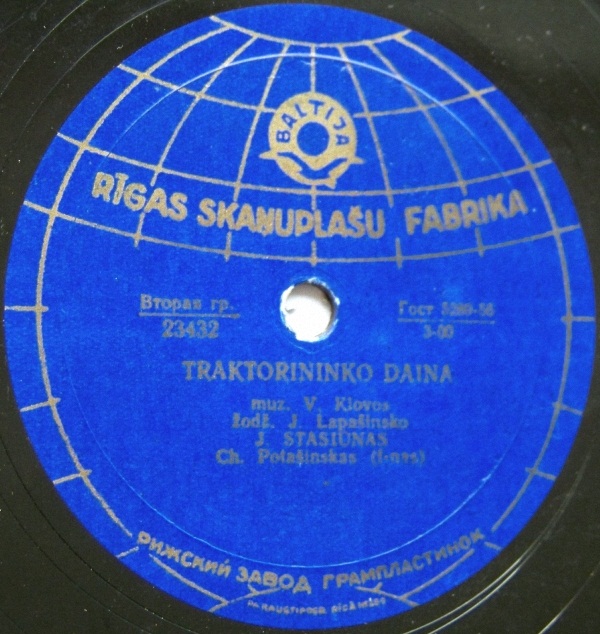 BALTIJA
RĪGAS SKAŅUPLAŠU FABRIKA
Вторая гр.
23432
Гост 5289-56
3-00
TRAKTORININKO DAINA
muz. V. Klovos
žodž. J. Lapašinsko
J. STASIŪNAS
Ch. Potašinskas (f-nas)
РИЖСКИЙ ЗАВОД ГРАМПЛАСТИНОК